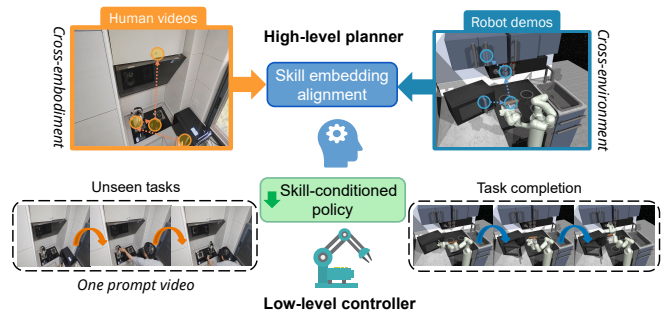 Human videos
Robot demos
Cross-embodiment
High-level planner
Cross-environment
Skill embedding
alignment
Unseen tasks
Skill-conditioned
policy
Task completion
One prompt video
Low-level controller